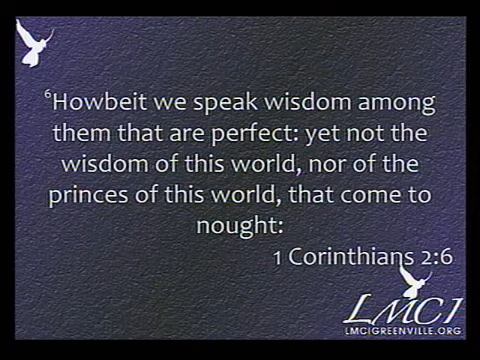 ⁶Howbeit we speak wisdom among
them that are perfect: yet not the
wisdom of this world, nor of the
princes of this world, that come to
nought:
1 Corinthians 2:6
LMCI
LMCIGREENVILLE.ORG